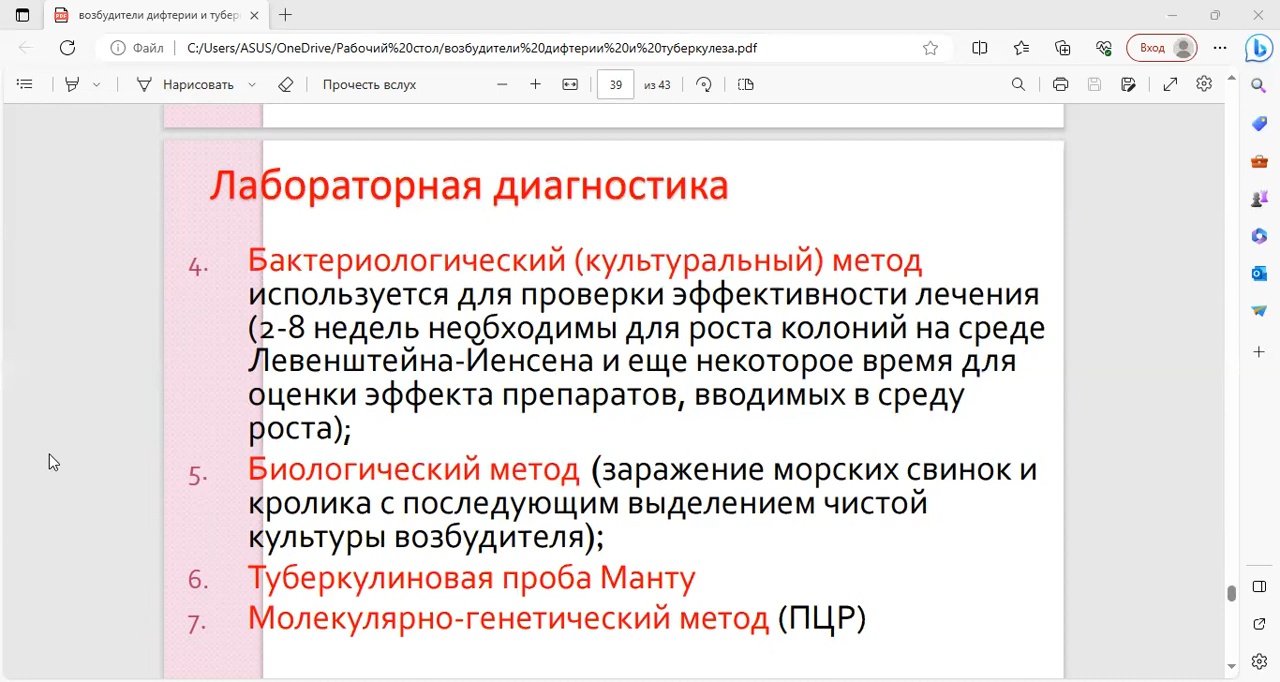 возбудители дифтерии и тубер
Файл
C:/Users/ASUS/OneDrive/Рабочий%20стол/возбудители%20дифтерии%20и%20туберкулеза.pdf
Вход
Нарисовать
Прочесть вслух
39
из 43
Лабораторная диагностика
4. Бактериологический (культуральный) метод
используется для проверки эффективности лечения
(2-8 недель необходимы для роста колоний на среде
Левенштейна-Йенсена и еще некоторое время для
оценки эффекта препаратов, вводимых в среду
роста);
5. Биологический метод (заражение морских свинок и
кролика с последующим выделением чистой
культуры возбудителя);
6. Туберкулиновая проба Манту
7. Молекулярно-генетический метод (ПЦР)